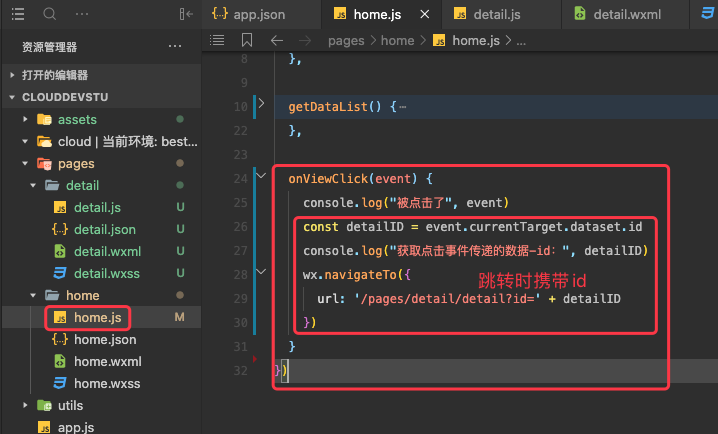 app.json
home.js
detail.js
detail.wxml
资源管理器
pages > home > home.js > ...
打开的编辑器
CLOUDDEVSTU
assets
cloud | 当前环境: best...
pages M
detail
detail.js U
detail.json U
detail.wxml U
detail.wxss U
home
home.js M
home.json
home.wxml
home.wxss
utils
app.js
8 },
9
10 getDataList() {
22 },
23
24 onViewClick(event) {
25 console.log("被点击了", event)
26 const detailID = event.currentTarget.dataset.id
27 console.log("获取点击事件传递的数据-id：", detailID)
28 wx.navigateTo({
29 url: '/pages/detail/detail?id=' + detailID
30 })
31 }
32 })
跳转时携带id